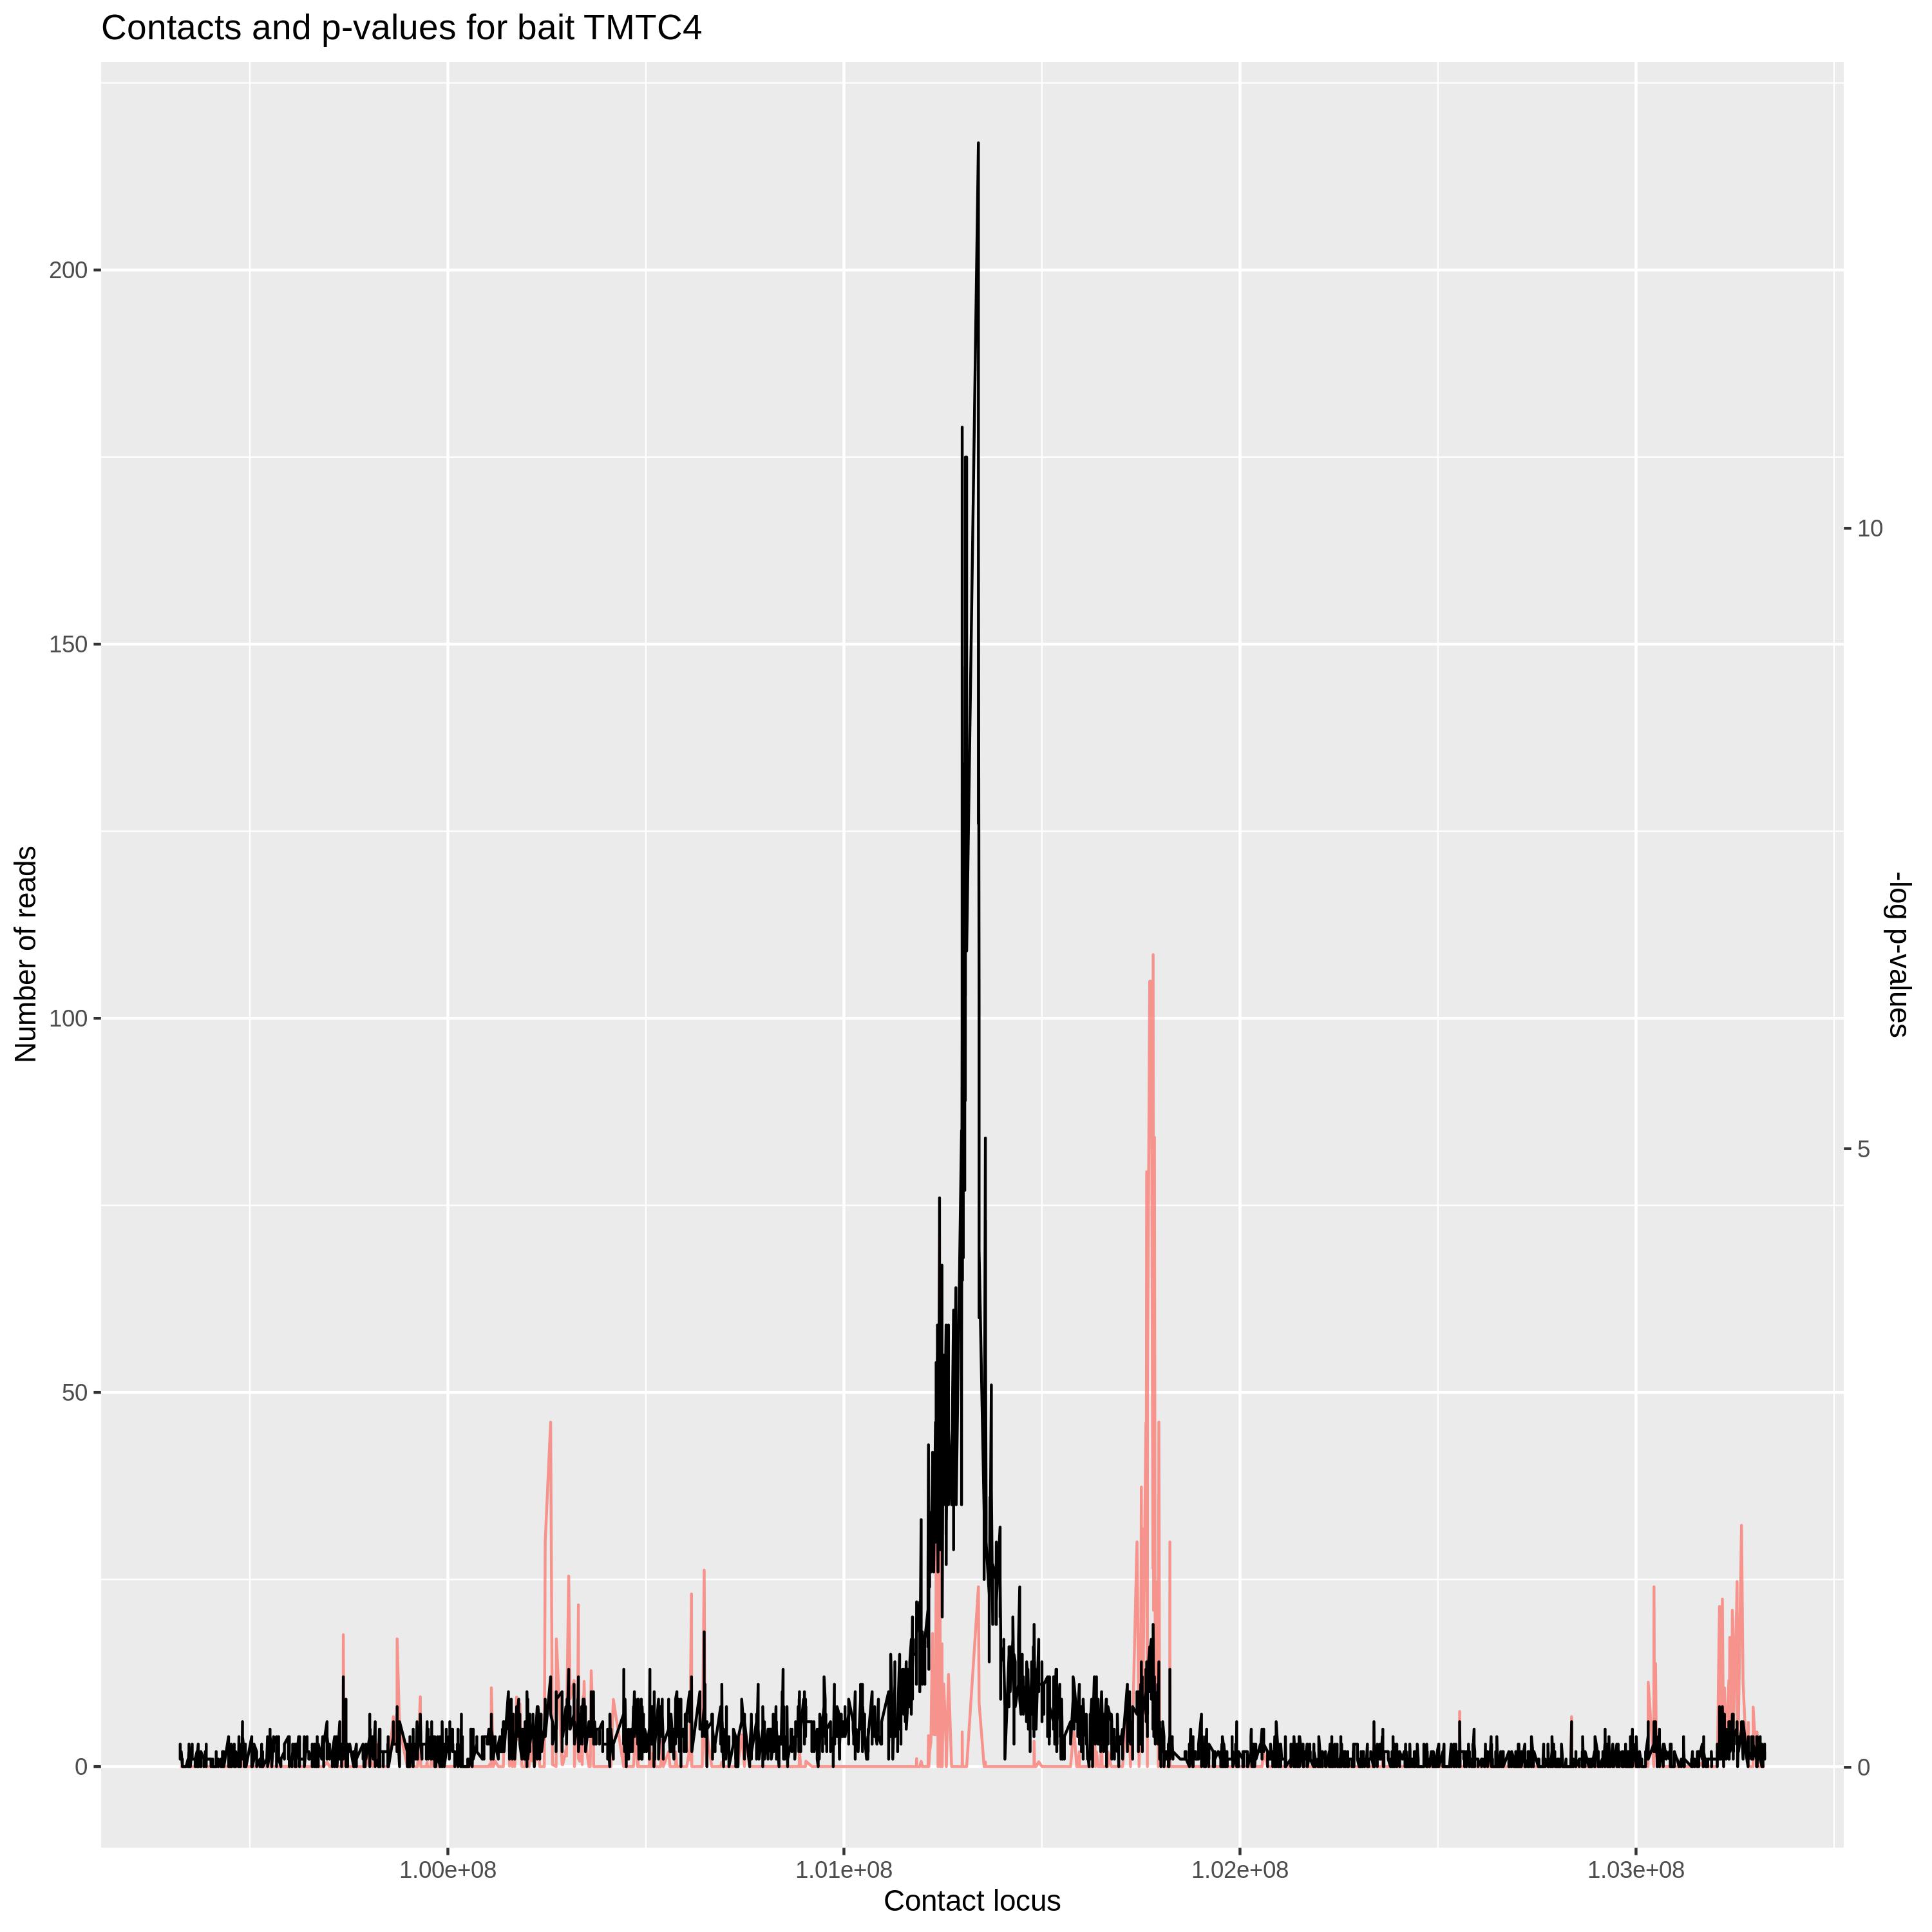 Contacts and p-values for bait TMTC4
200
150
100
50
0
Number of reads
10
5
0
-log p-values
1.00e+08
1.01e+08
1.02e+08
1.03e+08
Contact locus